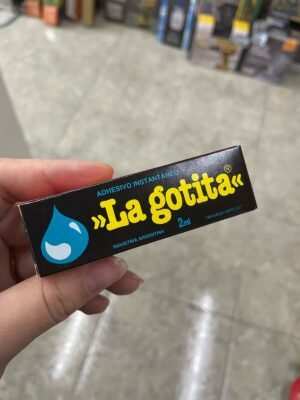 ADHESIVO INSTANTÁNEO
»La gotita«®
2ml
INDUSTRIA ARGENTINA